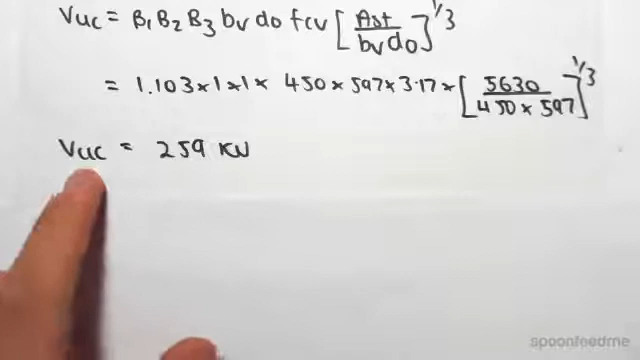 Vuc = β1 β2 β3 bv do fcv [Ast / bv do]^1/3
= 1.103 × 1 × 1 × 450 × 597 × 3.17 × [5630 / 450 × 597]^1/3
Vuc = 259 KN
spoonfeedme